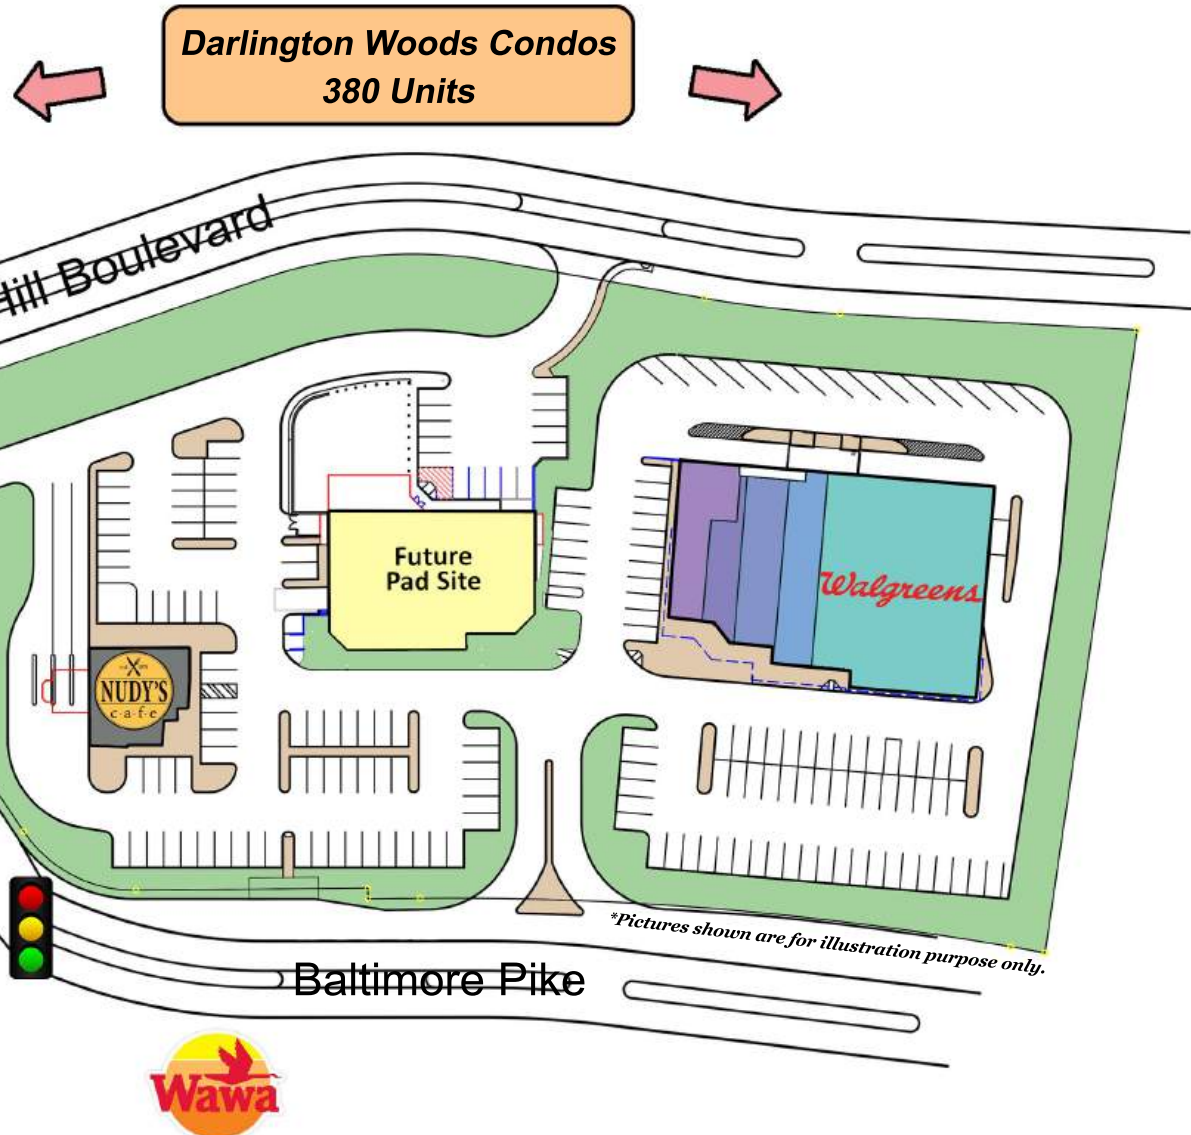 Darlington Woods Condos
380 Units
Hill Boulevard
Future
Pad Site
Walgreens
NUDY'S
c·a·f·e
*Pictures shown are for illustration purpose only.
Baltimore Pike
Wawa